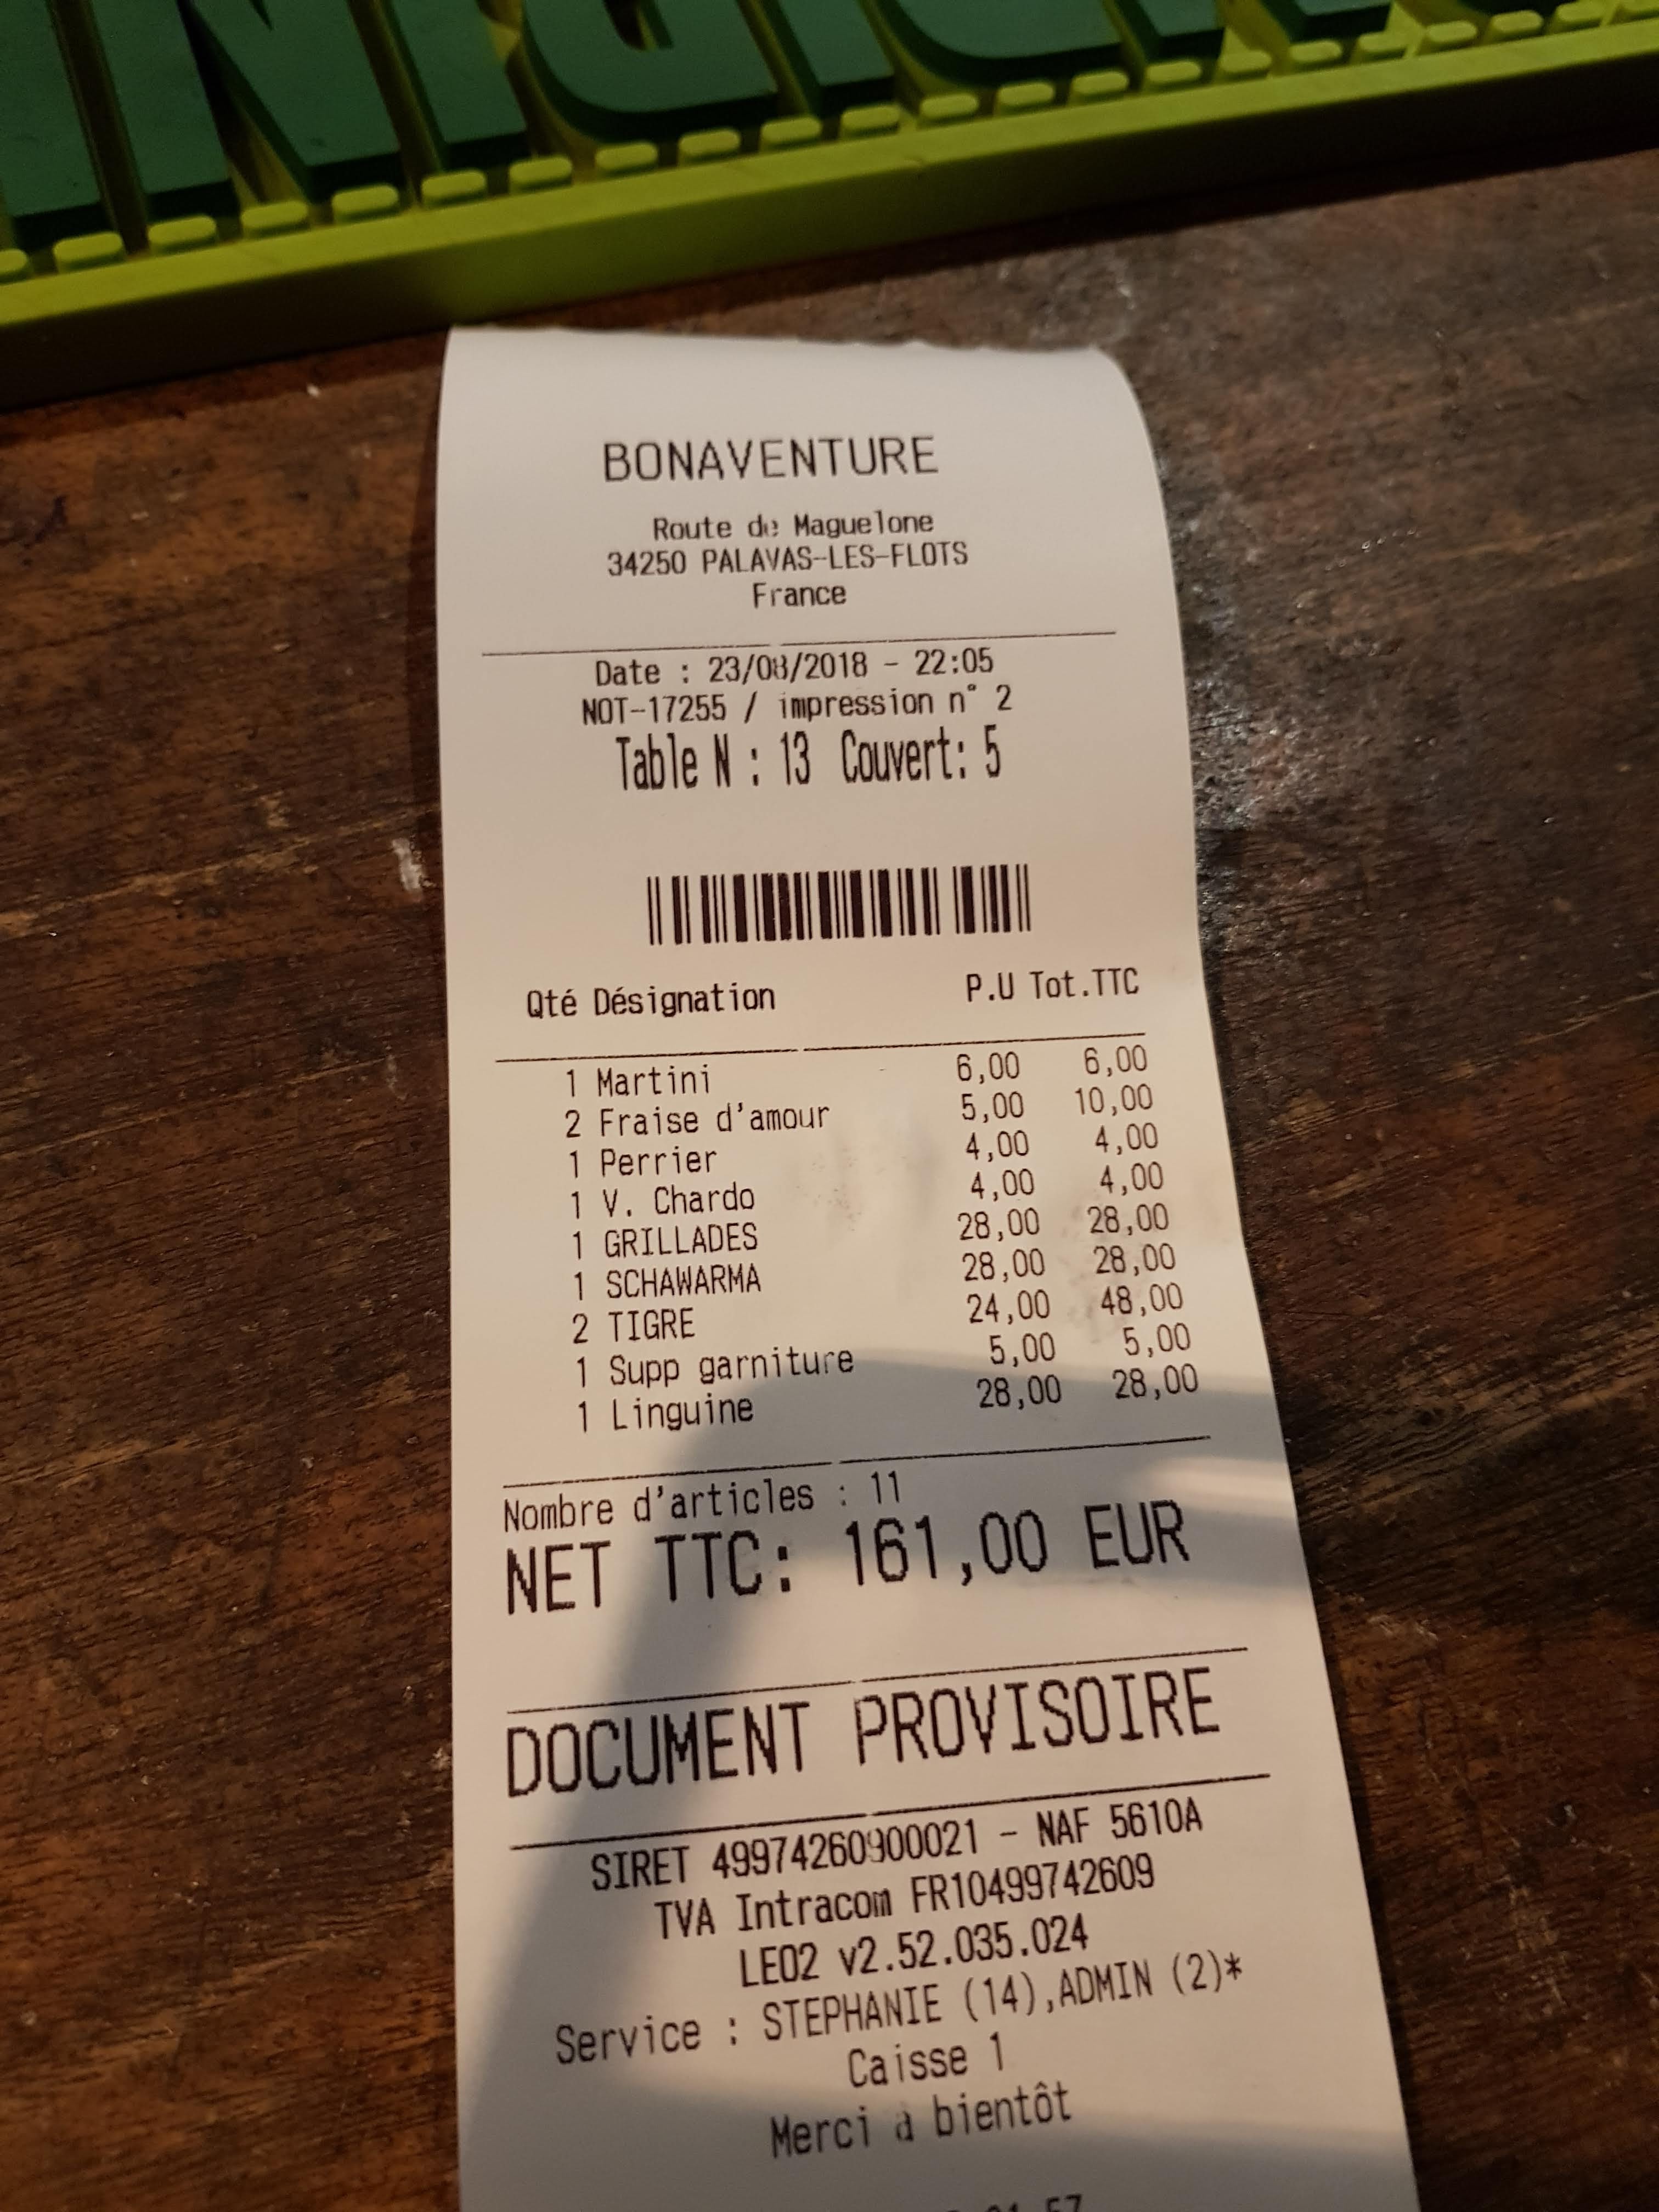 BONAVENTURE
Route de Maguelone
34250 PALAVAS-LES-FLOTS
France
Date : 23/08/2018 - 22:05
NOT-17255 / impression n° 2
Table N : 13 Couvert: 5
Qté Désignation P.U Tot.TTC
1 Martini 6,00 6,00
2 Fraise d'amour 5,00 10,00
1 Perrier 4,00 4,00
1 V. Chardo 4,00 4,00
1 GRILLADES 28,00 28,00
1 SCHAWARMA 28,00 28,00
2 TIGRE 24,00 48,00
1 Supp garniture 5,00 5,00
1 Linguine 28,00 28,00
Nombre d'articles : 11
NET TTC: 161,00 EUR
DOCUMENT PROVISOIRE
SIRET 49974260900021 - NAF 5610A
TVA Intracom FR10499742609
LEO2 v2.52.035.024
Service : STEPHANIE (14),ADMIN (2)*
Caisse 1
Merci à bientôt